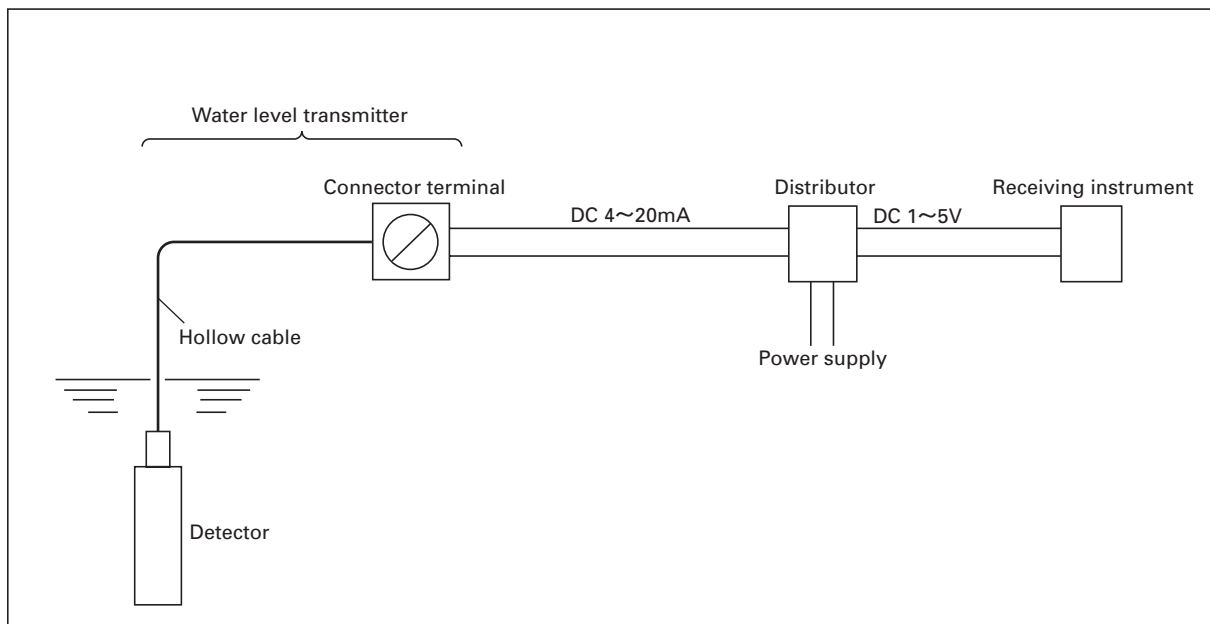 Water level transmitter
Connector terminal
Distributor
Receiving instrument
DC 4～20mA
DC 1～5V
Hollow cable
Power supply
Detector